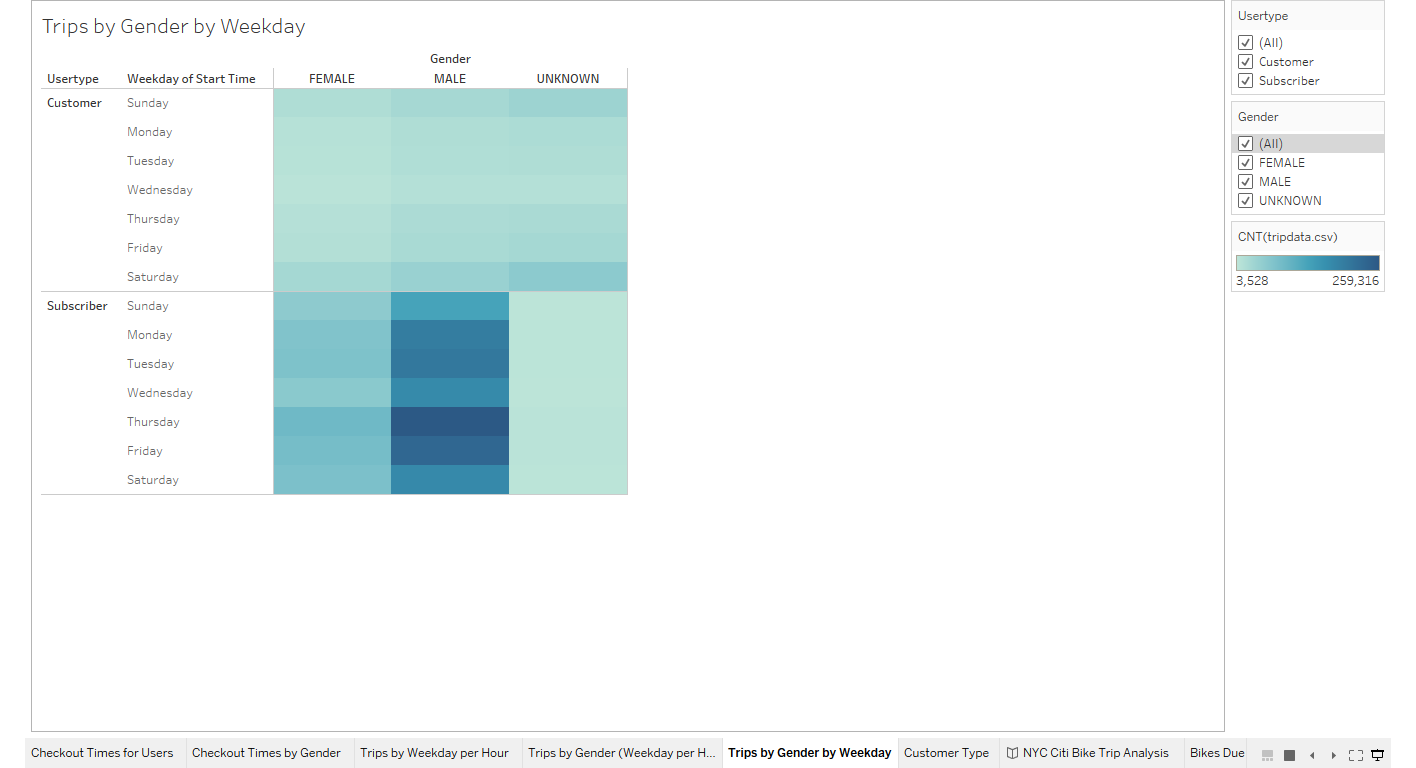 Trips by Gender by Weekday
Gender
Usertype Weekday of Start Time FEMALE MALE UNKNOWN
Customer Sunday
Monday
Tuesday
Wednesday
Thursday
Friday
Saturday
Subscriber Sunday
Monday
Tuesday
Wednesday
Thursday
Friday
Saturday
Usertype
(All)
Customer
Subscriber
Gender
(All)
FEMALE
MALE
UNKNOWN
CNT(tripdata.csv)
3,528 259,316
Checkout Times for Users Checkout Times by Gender Trips by Weekday per Hour Trips by Gender (Weekday per H... Trips by Gender by Weekday Customer Type NYC Citi Bike Trip Analysis Bikes Due